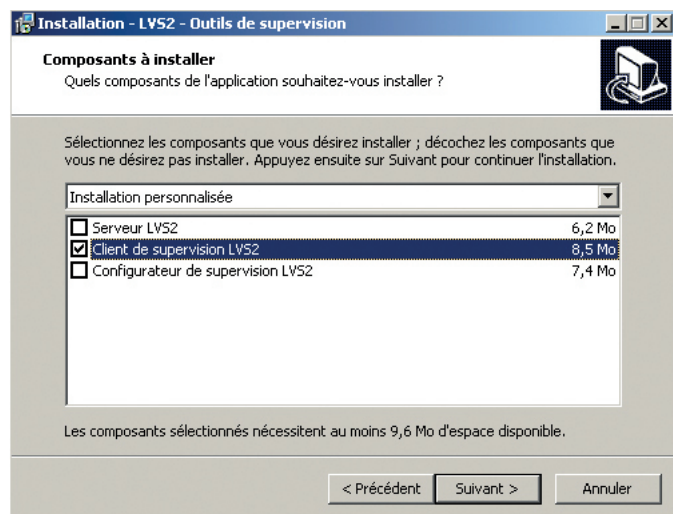 Installation - LVS2 - Outils de supervision
Composants à installer
Quels composants de l'application souhaitez-vous installer ?
Sélectionnez les composants que vous désirez installer ; décochez les composants que
vous ne désirez pas installer. Appuyez ensuite sur Suivant pour continuer l'installation.
Installation personnalisée
Serveur LVS2 6,2 Mo
Client de supervision LVS2 8,5 Mo
Configurateur de supervision LVS2 7,4 Mo
Les composants sélectionnés nécessitent au moins 9,6 Mo d'espace disponible.
< Précédent Suivant > Annuler